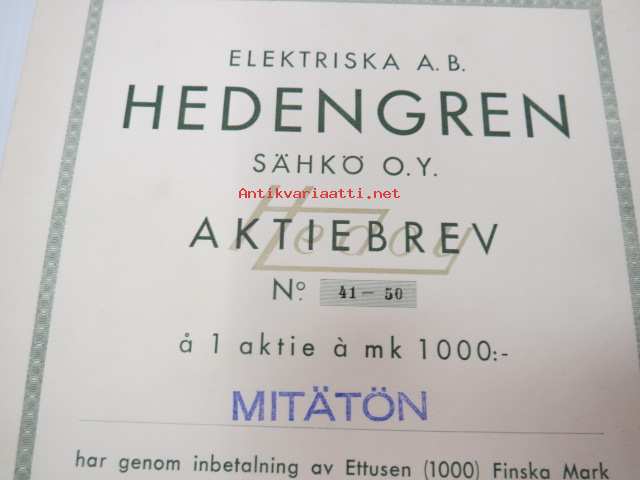 ELEKTRISKA A.B.
HEDENGREN
SÄHKÖ O.Y.
Antikvariaatti.net
Hedoy
AKTIEBREV
No. 41-50
å 1 aktie à mk 1000:-
MITÄTÖN
har genom inbetalning av Ettusen (1000) Finska Mark